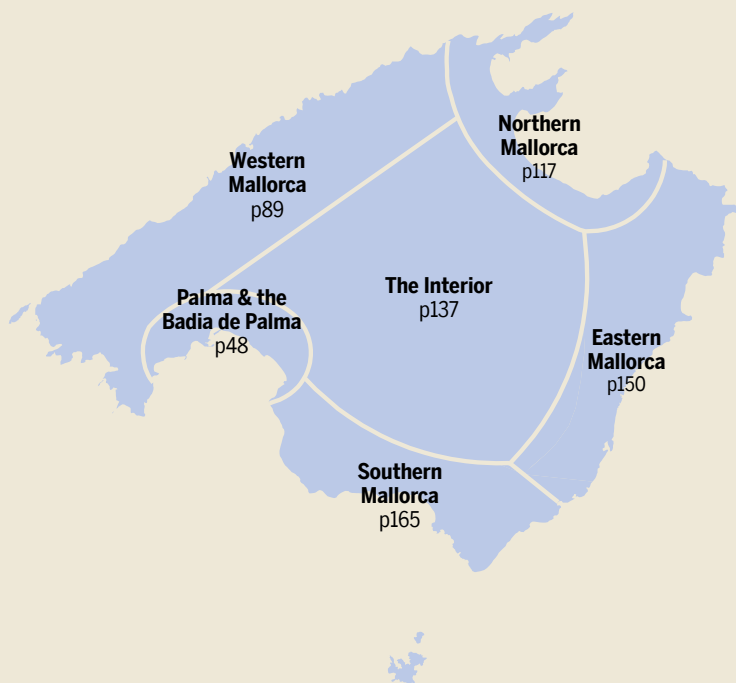 Northern
Mallorca
p117
Western
Mallorca
p89
The Interior
p137
Palma & the
Badia de Palma
p48
Eastern
Mallorca
p150
Southern
Mallorca
p165